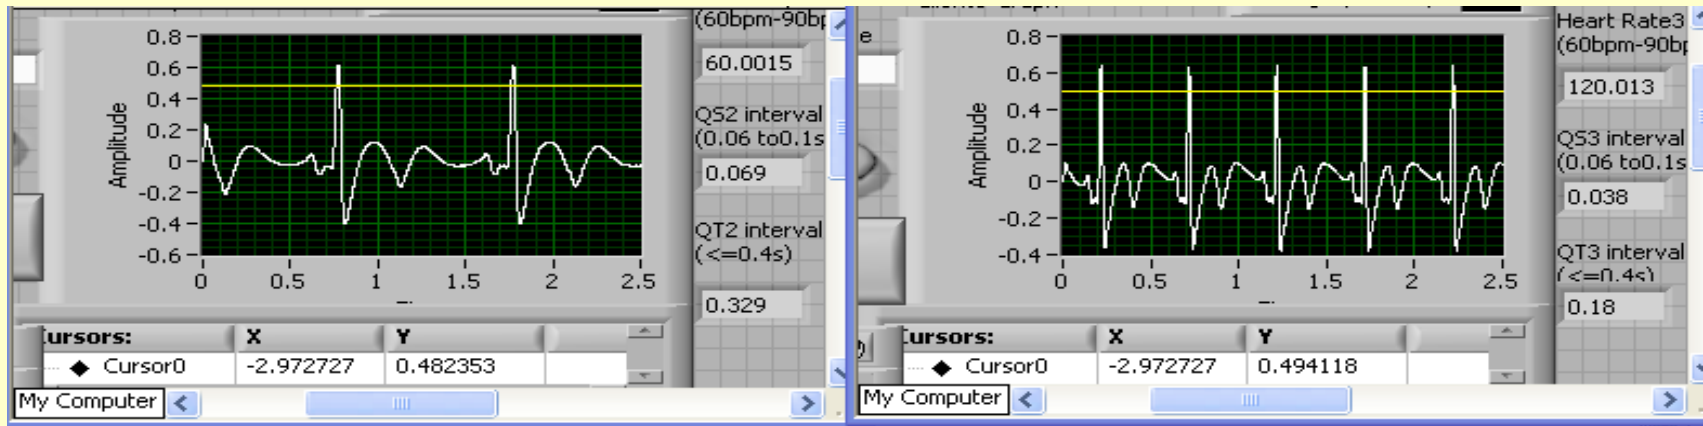 (60bpm-90bp
0.8
0.6
0.4
0.2
0
-0.2
-0.4
-0.6
Amplitude
0
0.5
1
1.5
2
2.5
60.0015
QS2 interval
(0.06 to0.1s
0.069
QT2 interval
(<=0.4s)
0.329
Cursors:
X
Y
Cursor0
-2.972727
0.482353
My Computer
e
Heart Rate3
(60bpm-90bp
0.8
0.6
0.4
0.2
0
-0.2
-0.4
Amplitude
0
0.5
1
1.5
2
2.5
120.013
QS3 interval
(0.06 to0.1s
0.038
QT3 interval
(<=0.4s)
0.18
Cursors:
X
Y
Cursor0
-2.972727
0.494118
My Computer